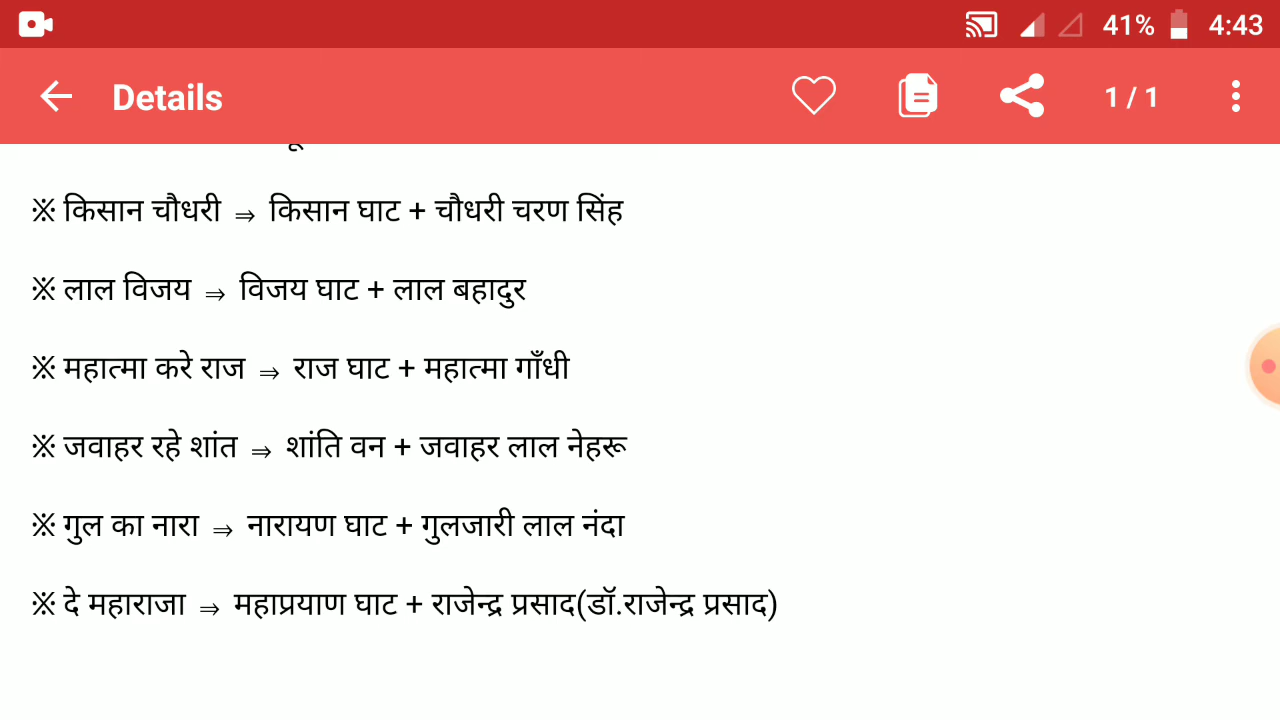 41% 4:43
Details 1 / 1
※ किसान चौधरी ⇒ किसान घाट + चौधरी चरण सिंह
※ लाल विजय ⇒ विजय घाट + लाल बहादुर
※ महात्मा करे राज ⇒ राज घाट + महात्मा गाँधी
※ जवाहर रहे शांत ⇒ शांति वन + जवाहर लाल नेहरू
※ गुल का नारा ⇒ नारायण घाट + गुलजारी लाल नंदा
※ दे महाराजा ⇒ महाप्रयाण घाट + राजेन्द्र प्रसाद(डॉ.राजेन्द्र प्रसाद)